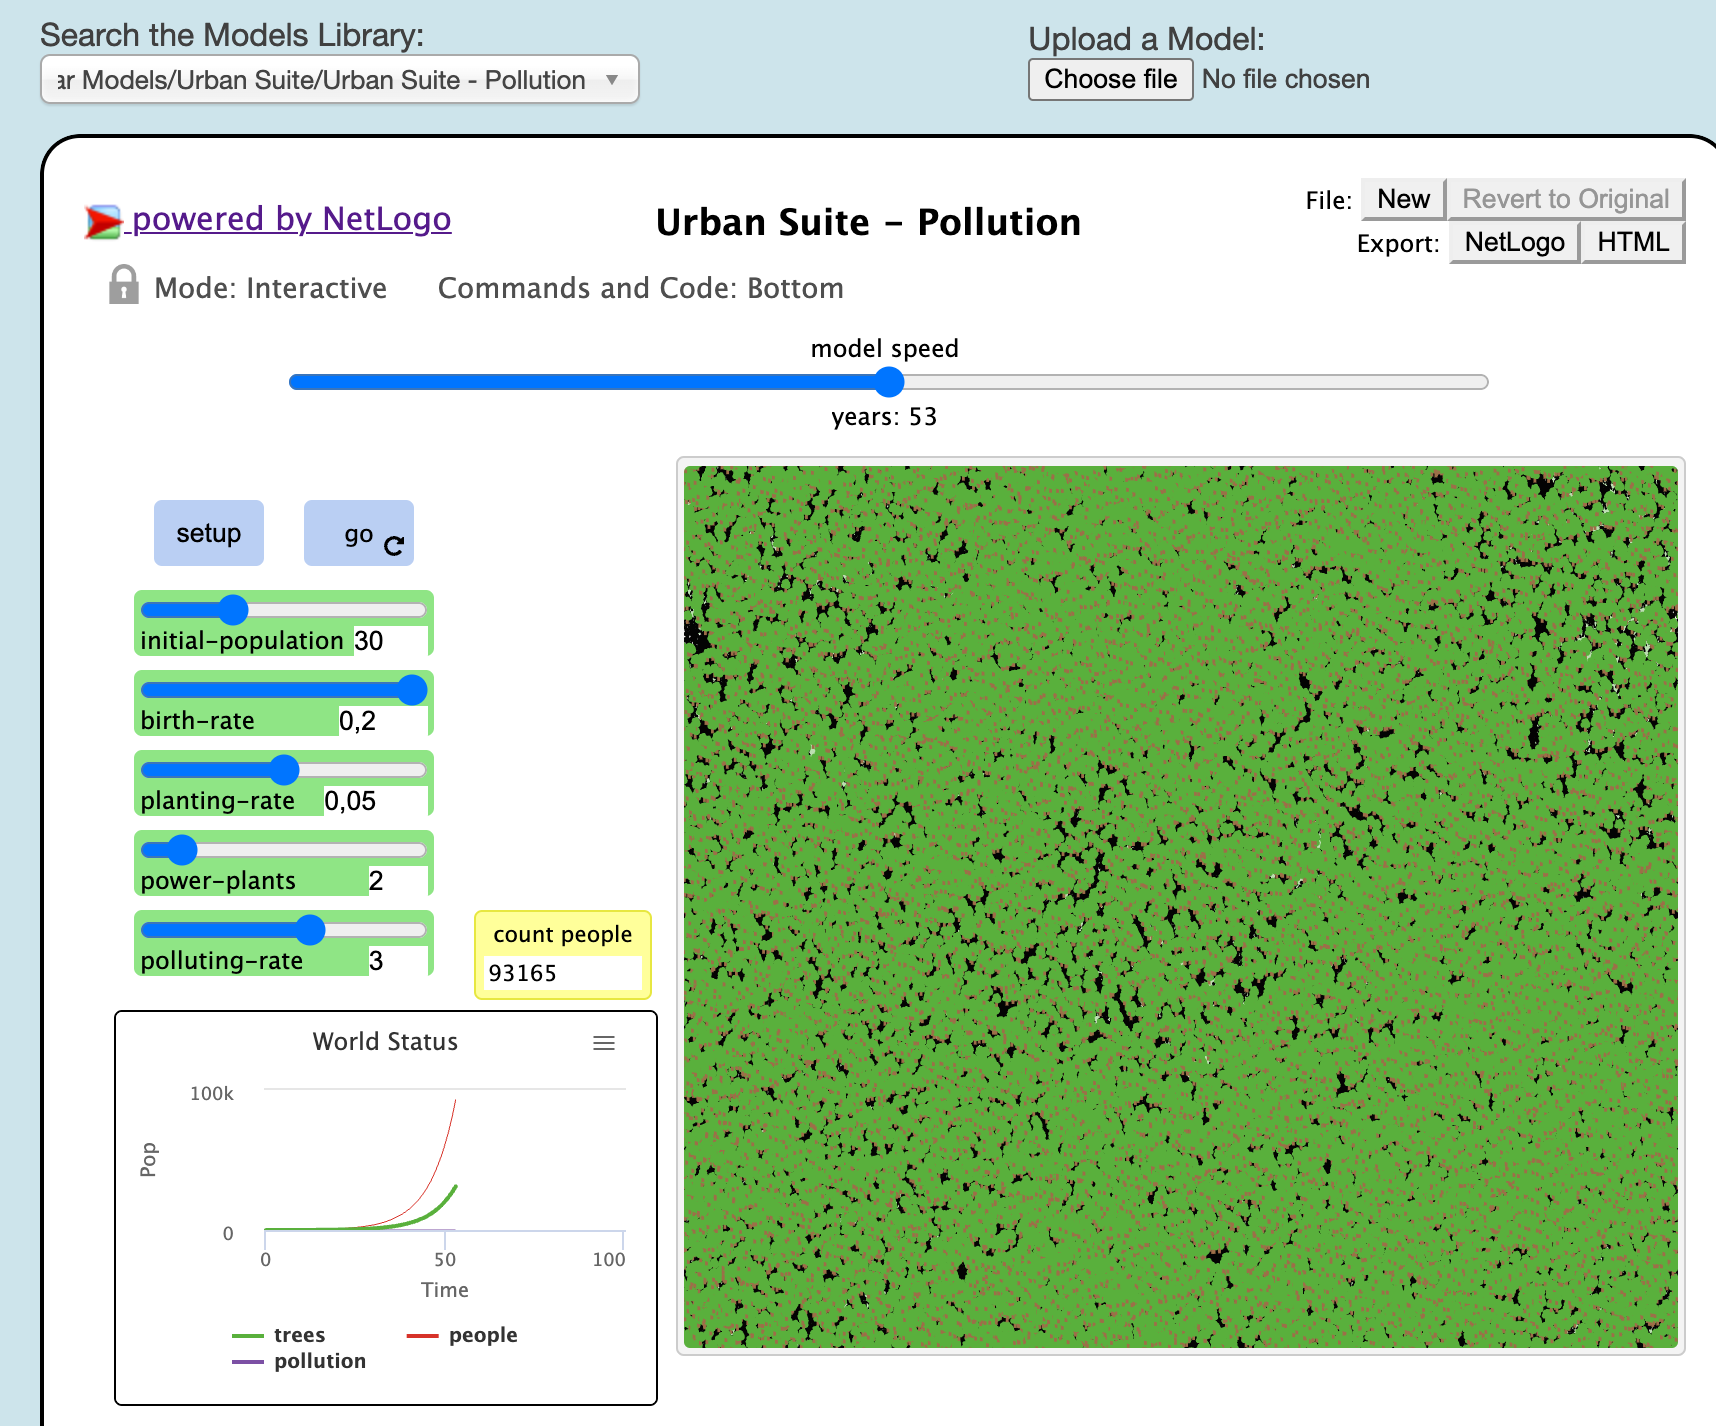 Search the Models Library:
ar Models/Urban Suite/Urban Suite - Pollution
Upload a Model:
Choose file No file chosen
powered by NetLogo
Urban Suite - Pollution
File: New Revert to Original
Export: NetLogo HTML
Mode: Interactive
Commands and Code: Bottom
model speed
years: 53
setup
go
initial-population 30
birth-rate 0,2
planting-rate 0,05
power-plants 2
polluting-rate 3
count people
93165
World Status
100k
Pop
0
0 50 100
Time
trees people
pollution